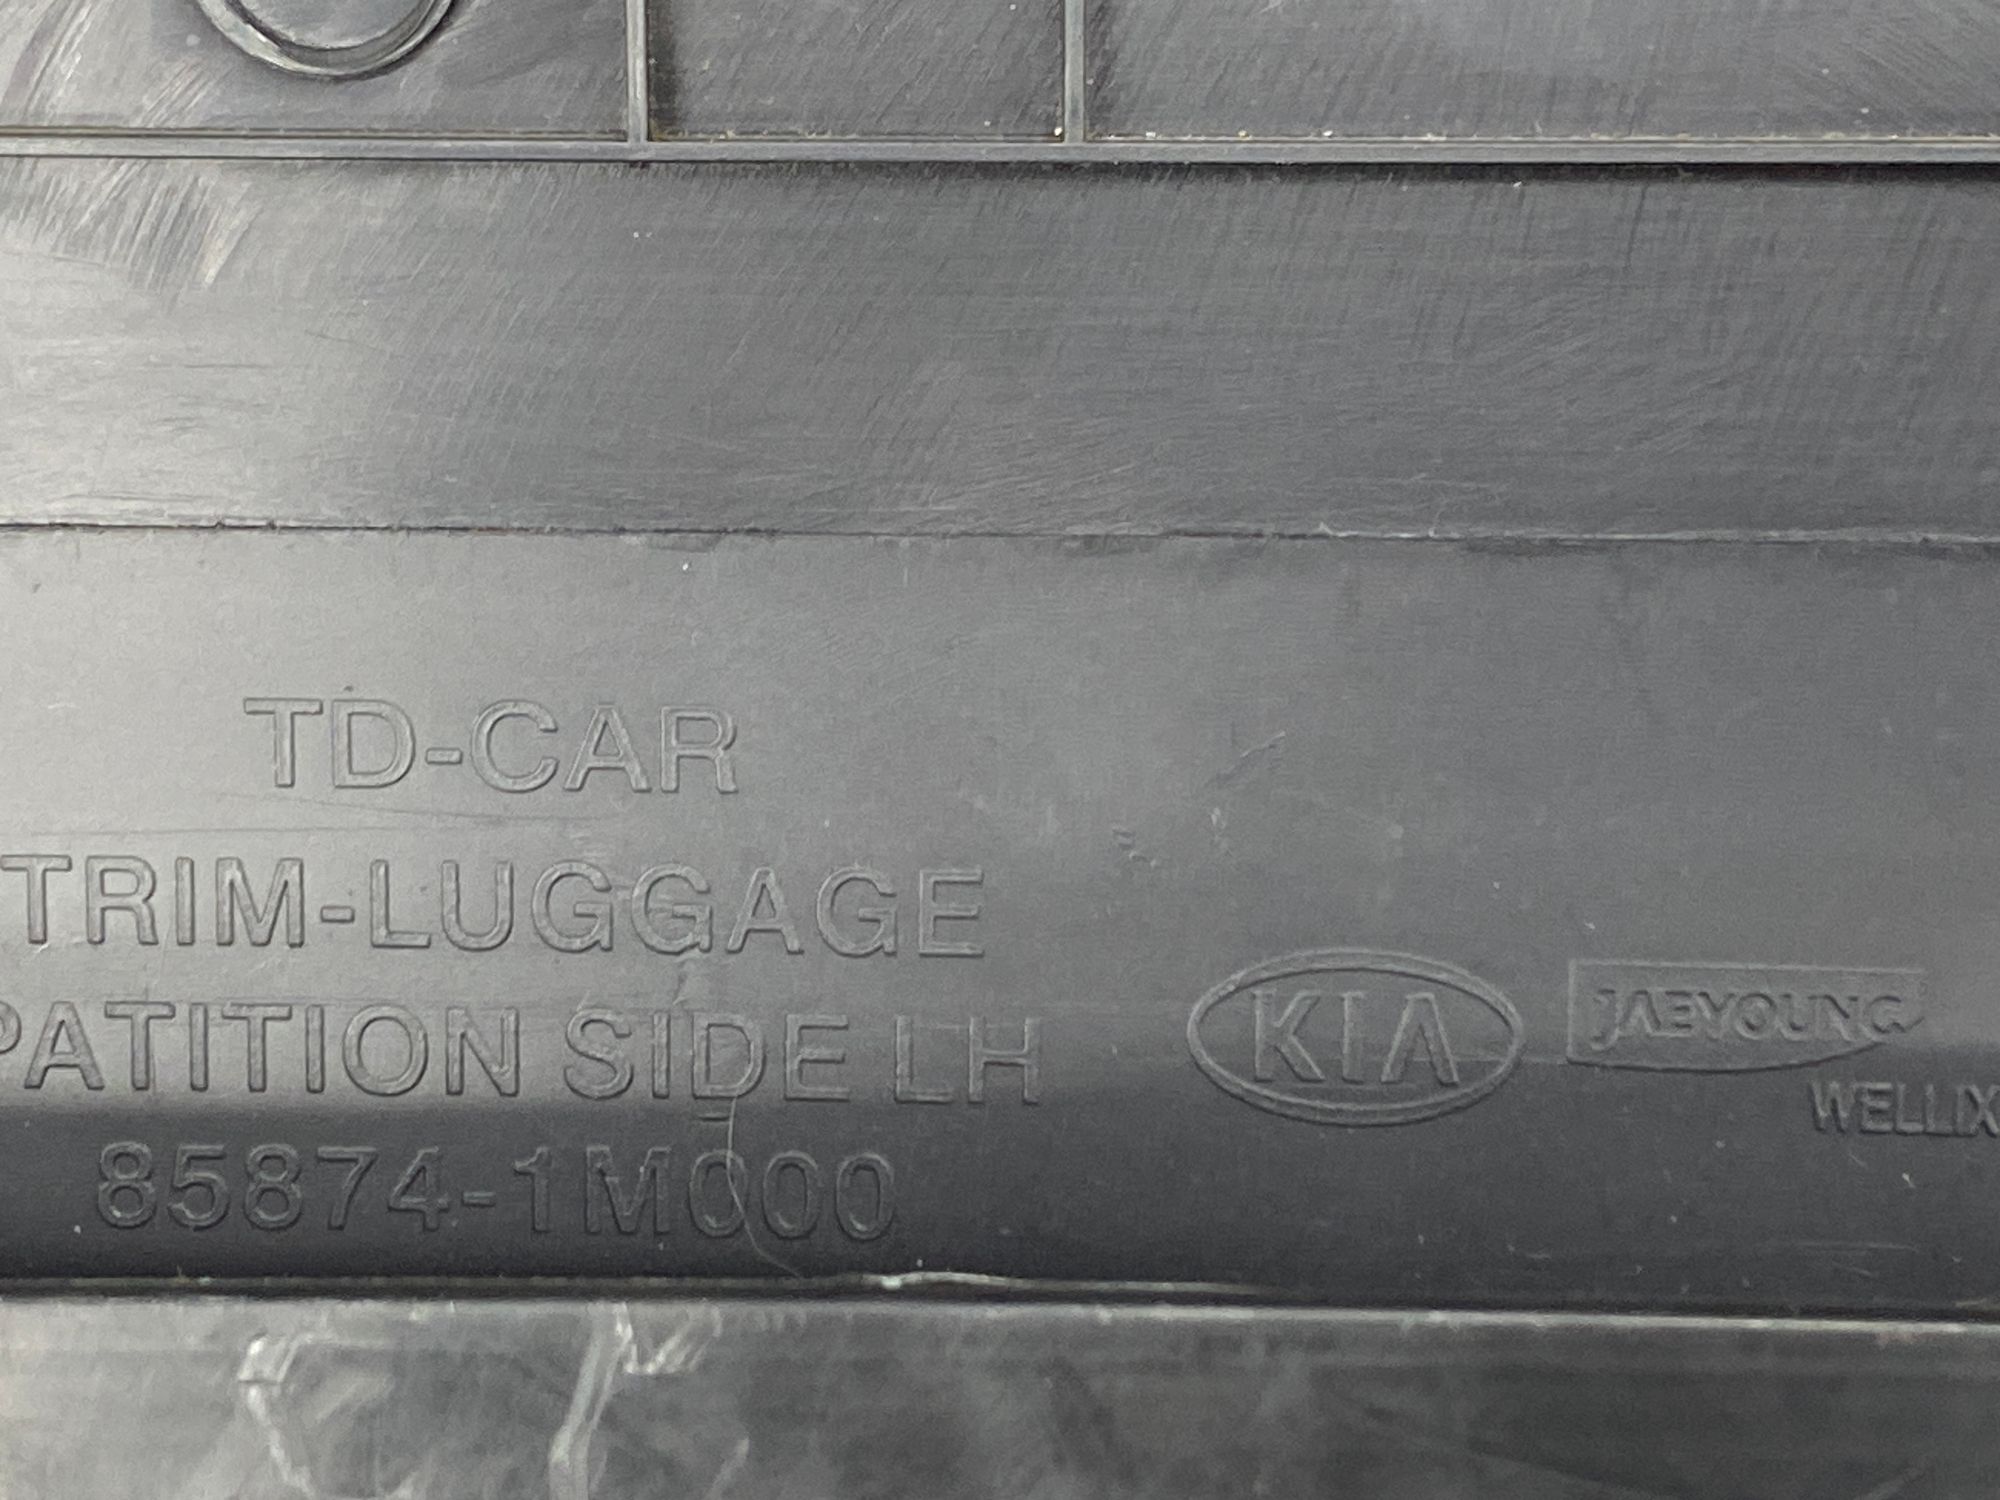 TD-CAR
TRIM-LUGGAGE
PATITION SIDE LH
85874-1M000
KIA
JAEYOUNG
WELLIX